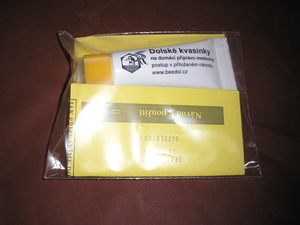 Dolské kvasinky
na domácí přípravu medoviny
postup v přiloženém návodu
www.beedol.cz
Návod k použití